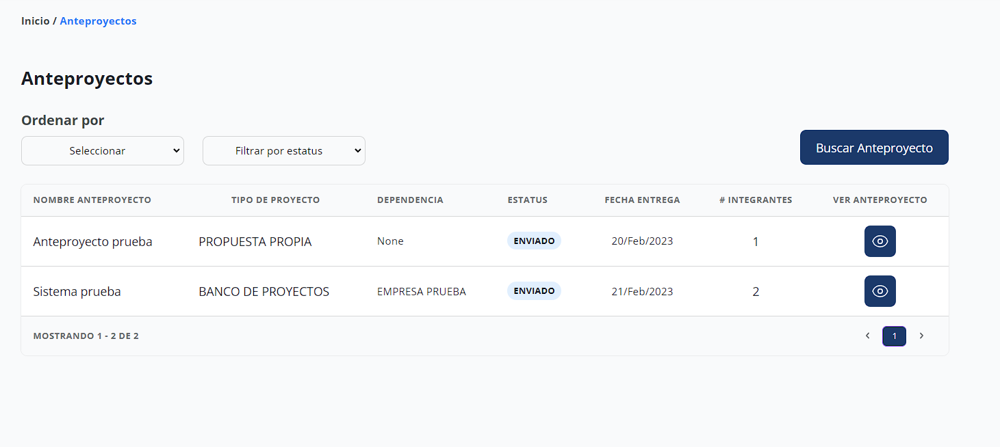 Inicio / Anteproyectos
Anteproyectos
Ordenar por
Seleccionar Filtrar por estatus Buscar Anteproyecto
NOMBRE ANTEPROYECTO TIPO DE PROYECTO DEPENDENCIA ESTATUS FECHA ENTREGA # INTEGRANTES VER ANTEPROYECTO
Anteproyecto prueba PROPUESTA PROPIA None ENVIADO 20/Feb/2023 1
Sistema prueba BANCO DE PROYECTOS EMPRESA PRUEBA ENVIADO 21/Feb/2023 2
MOSTRANDO 1 - 2 DE 2 1